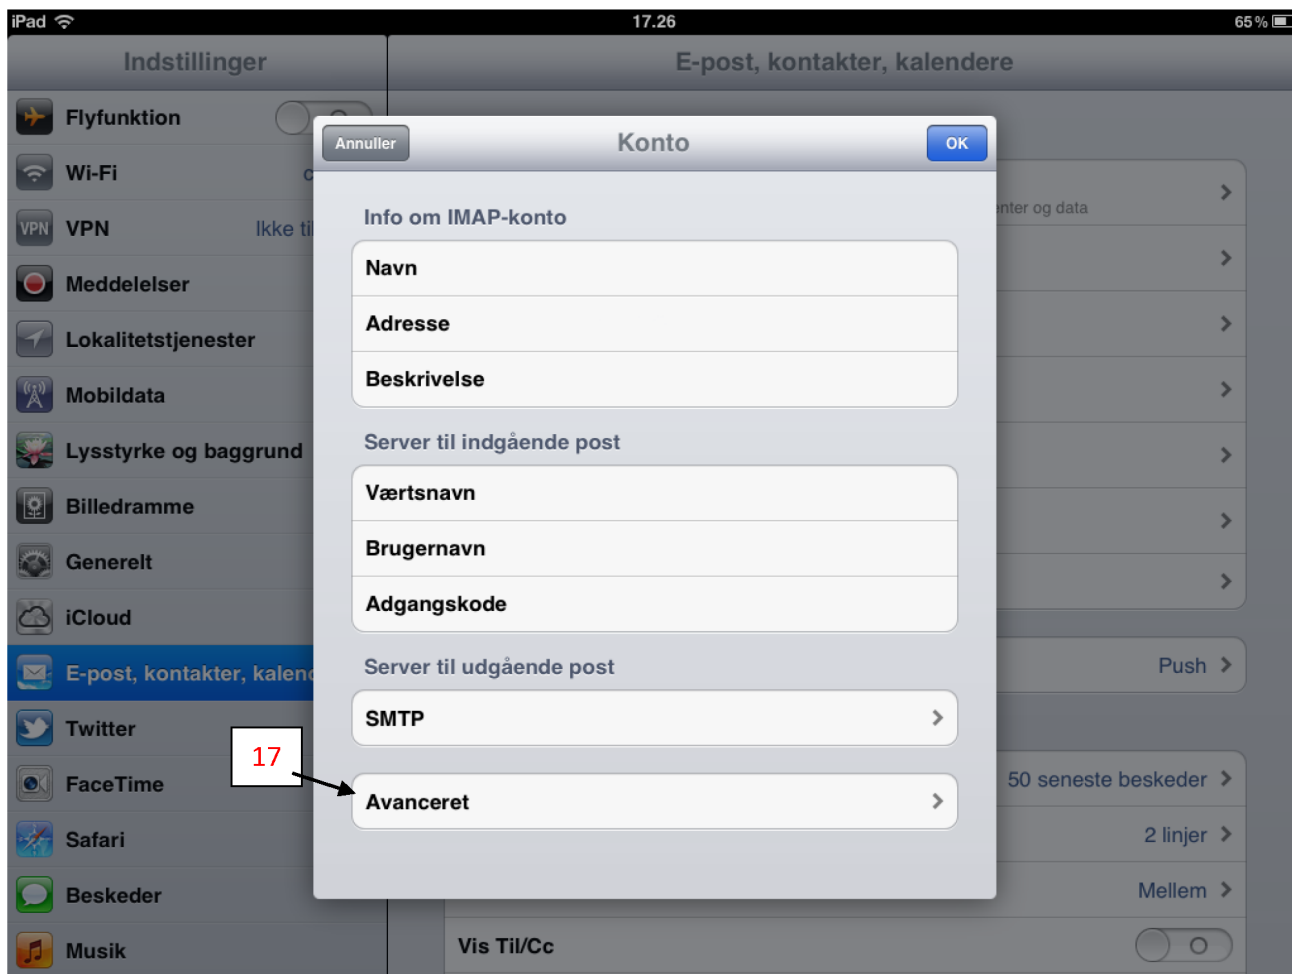 iPad 17.26 65 %
Indstillinger E-post, kontakter, kalendere
Flyfunktion
Wi-Fi
VPN VPN Ikke til
Meddelelser
Lokalitetstjenester
Mobildata
Lysstyrke og baggrund
Billedramme
Generelt
iCloud
E-post, kontakter, kalend
Twitter
FaceTime
Safari
Beskeder
Musik
Annuller Konto OK
Info om IMAP-konto
Navn
Adresse
Beskrivelse
Server til indgående post
Værtsnavn
Brugernavn
Adgangskode
Server til udgående post
SMTP
17
Avanceret
enter og data
Push
50 seneste beskeder
2 linjer
Mellem
Vis Til/Cc